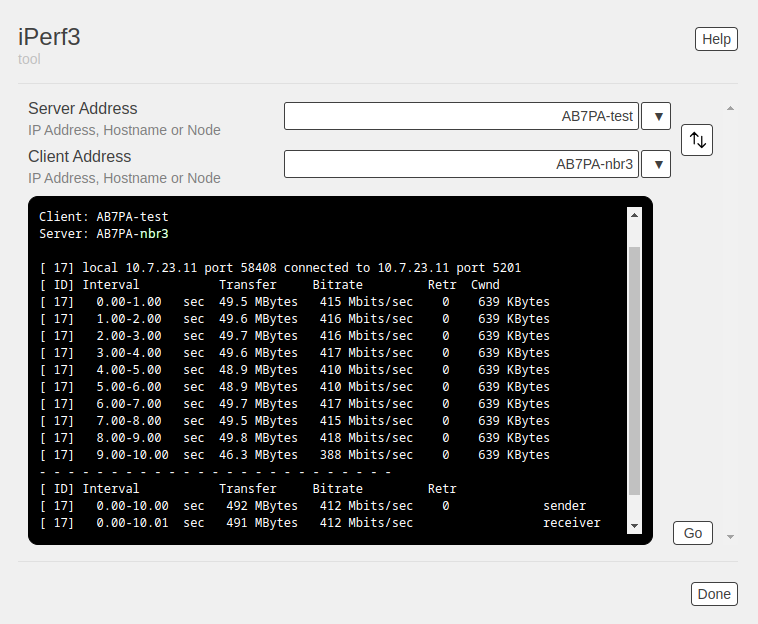 iPerf3
tool
Help
Server Address
IP Address, Hostname or Node
AB7PA-test ▼
Client Address
IP Address, Hostname or Node
AB7PA-nbr3 ▼
Client: AB7PA-test
Server: AB7PA-nbr3
[ 17] local 10.7.23.11 port 58408 connected to 10.7.23.11 port 5201
[ ID] Interval           Transfer     Bitrate         Retr  Cwnd
[ 17]   0.00-1.00   sec  49.5 MBytes   415 Mbits/sec    0    639 KBytes
[ 17]   1.00-2.00   sec  49.6 MBytes   416 Mbits/sec    0    639 KBytes
[ 17]   2.00-3.00   sec  49.7 MBytes   416 Mbits/sec    0    639 KBytes
[ 17]   3.00-4.00   sec  49.6 MBytes   417 Mbits/sec    0    639 KBytes
[ 17]   4.00-5.00   sec  48.9 MBytes   410 Mbits/sec    0    639 KBytes
[ 17]   5.00-6.00   sec  48.9 MBytes   410 Mbits/sec    0    639 KBytes
[ 17]   6.00-7.00   sec  49.7 MBytes   417 Mbits/sec    0    639 KBytes
[ 17]   7.00-8.00   sec  49.5 MBytes   415 Mbits/sec    0    639 KBytes
[ 17]   8.00-9.00   sec  49.8 MBytes   418 Mbits/sec    0    639 KBytes
[ 17]   9.00-10.00  sec  46.3 MBytes   388 Mbits/sec    0    639 KBytes
- - - - - - - - - - - - - - - - - - - - - - - - -
[ ID] Interval           Transfer     Bitrate         Retr
[ 17]   0.00-10.00  sec   492 MBytes   412 Mbits/sec    0             sender
[ 17]   0.00-10.01  sec   491 MBytes   412 Mbits/sec                  receiver
Go
Done